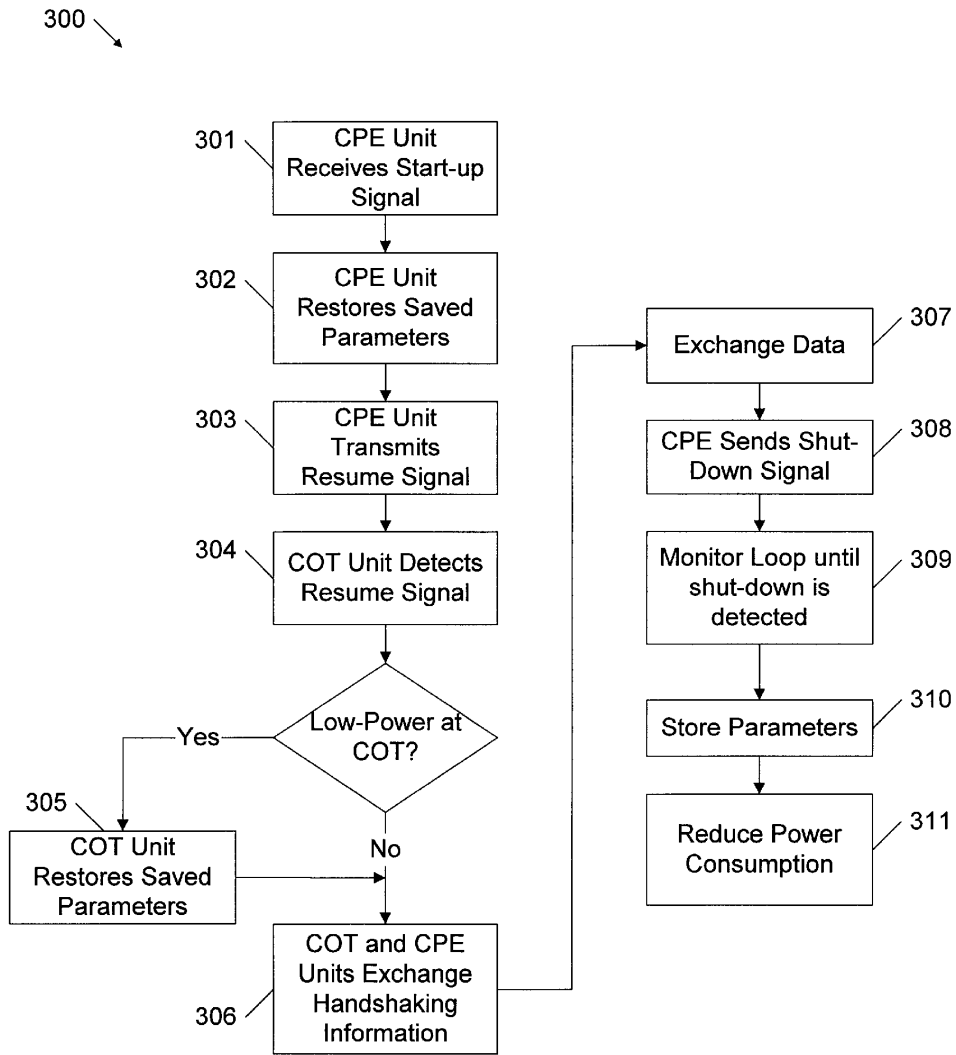 300
301
CPE Unit
Receives Start-up
Signal
302
CPE Unit
Restores Saved
Parameters
303
CPE Unit
Transmits
Resume Signal
304
COT Unit Detects
Resume Signal
Low-Power at
COT?
Yes
No
305
COT Unit
Restores Saved
Parameters
306
COT and CPE
Units Exchange
Handshaking
Information
307
Exchange Data
308
CPE Sends Shut-
Down Signal
309
Monitor Loop until
shut-down is
detected
310
Store Parameters
311
Reduce Power
Consumption